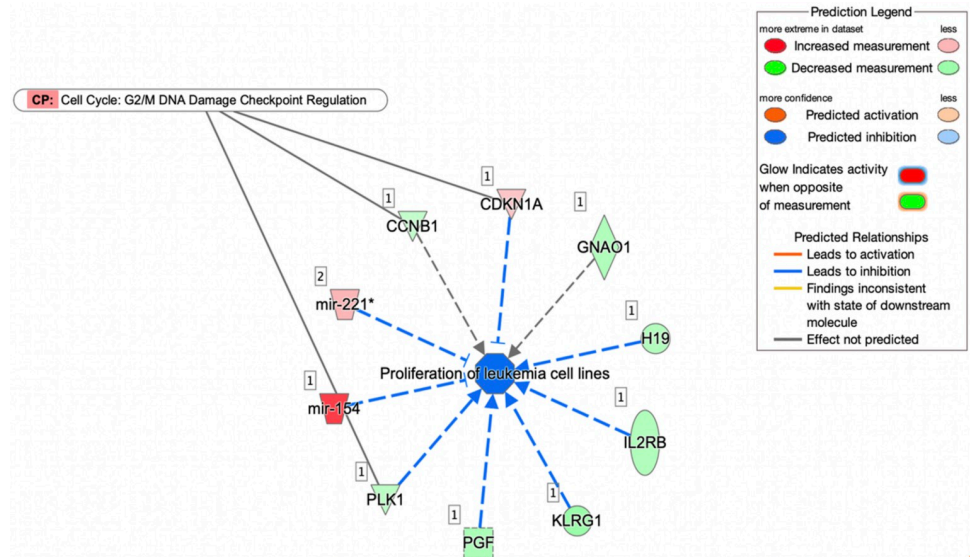 Prediction Legend
more extreme in dataset less
Increased measurement
Decreased measurement
more confidence less
Predicted activation
Predicted inhibition
Glow Indicates activity
when opposite
of measurement
Predicted Relationships
Leads to activation
Leads to inhibition
Findings inconsistent
with state of downstream
molecule
Effect not predicted
CP: Cell Cycle: G2/M DNA Damage Checkpoint Regulation
1
CDKN1A
1
CCNB1
1
GNAO1
2
mir-221*
1
H19
Proliferation of leukemia cell lines
1
mir-154
1
IL2RB
1
PLK1
1
KLRG1
1
PGF